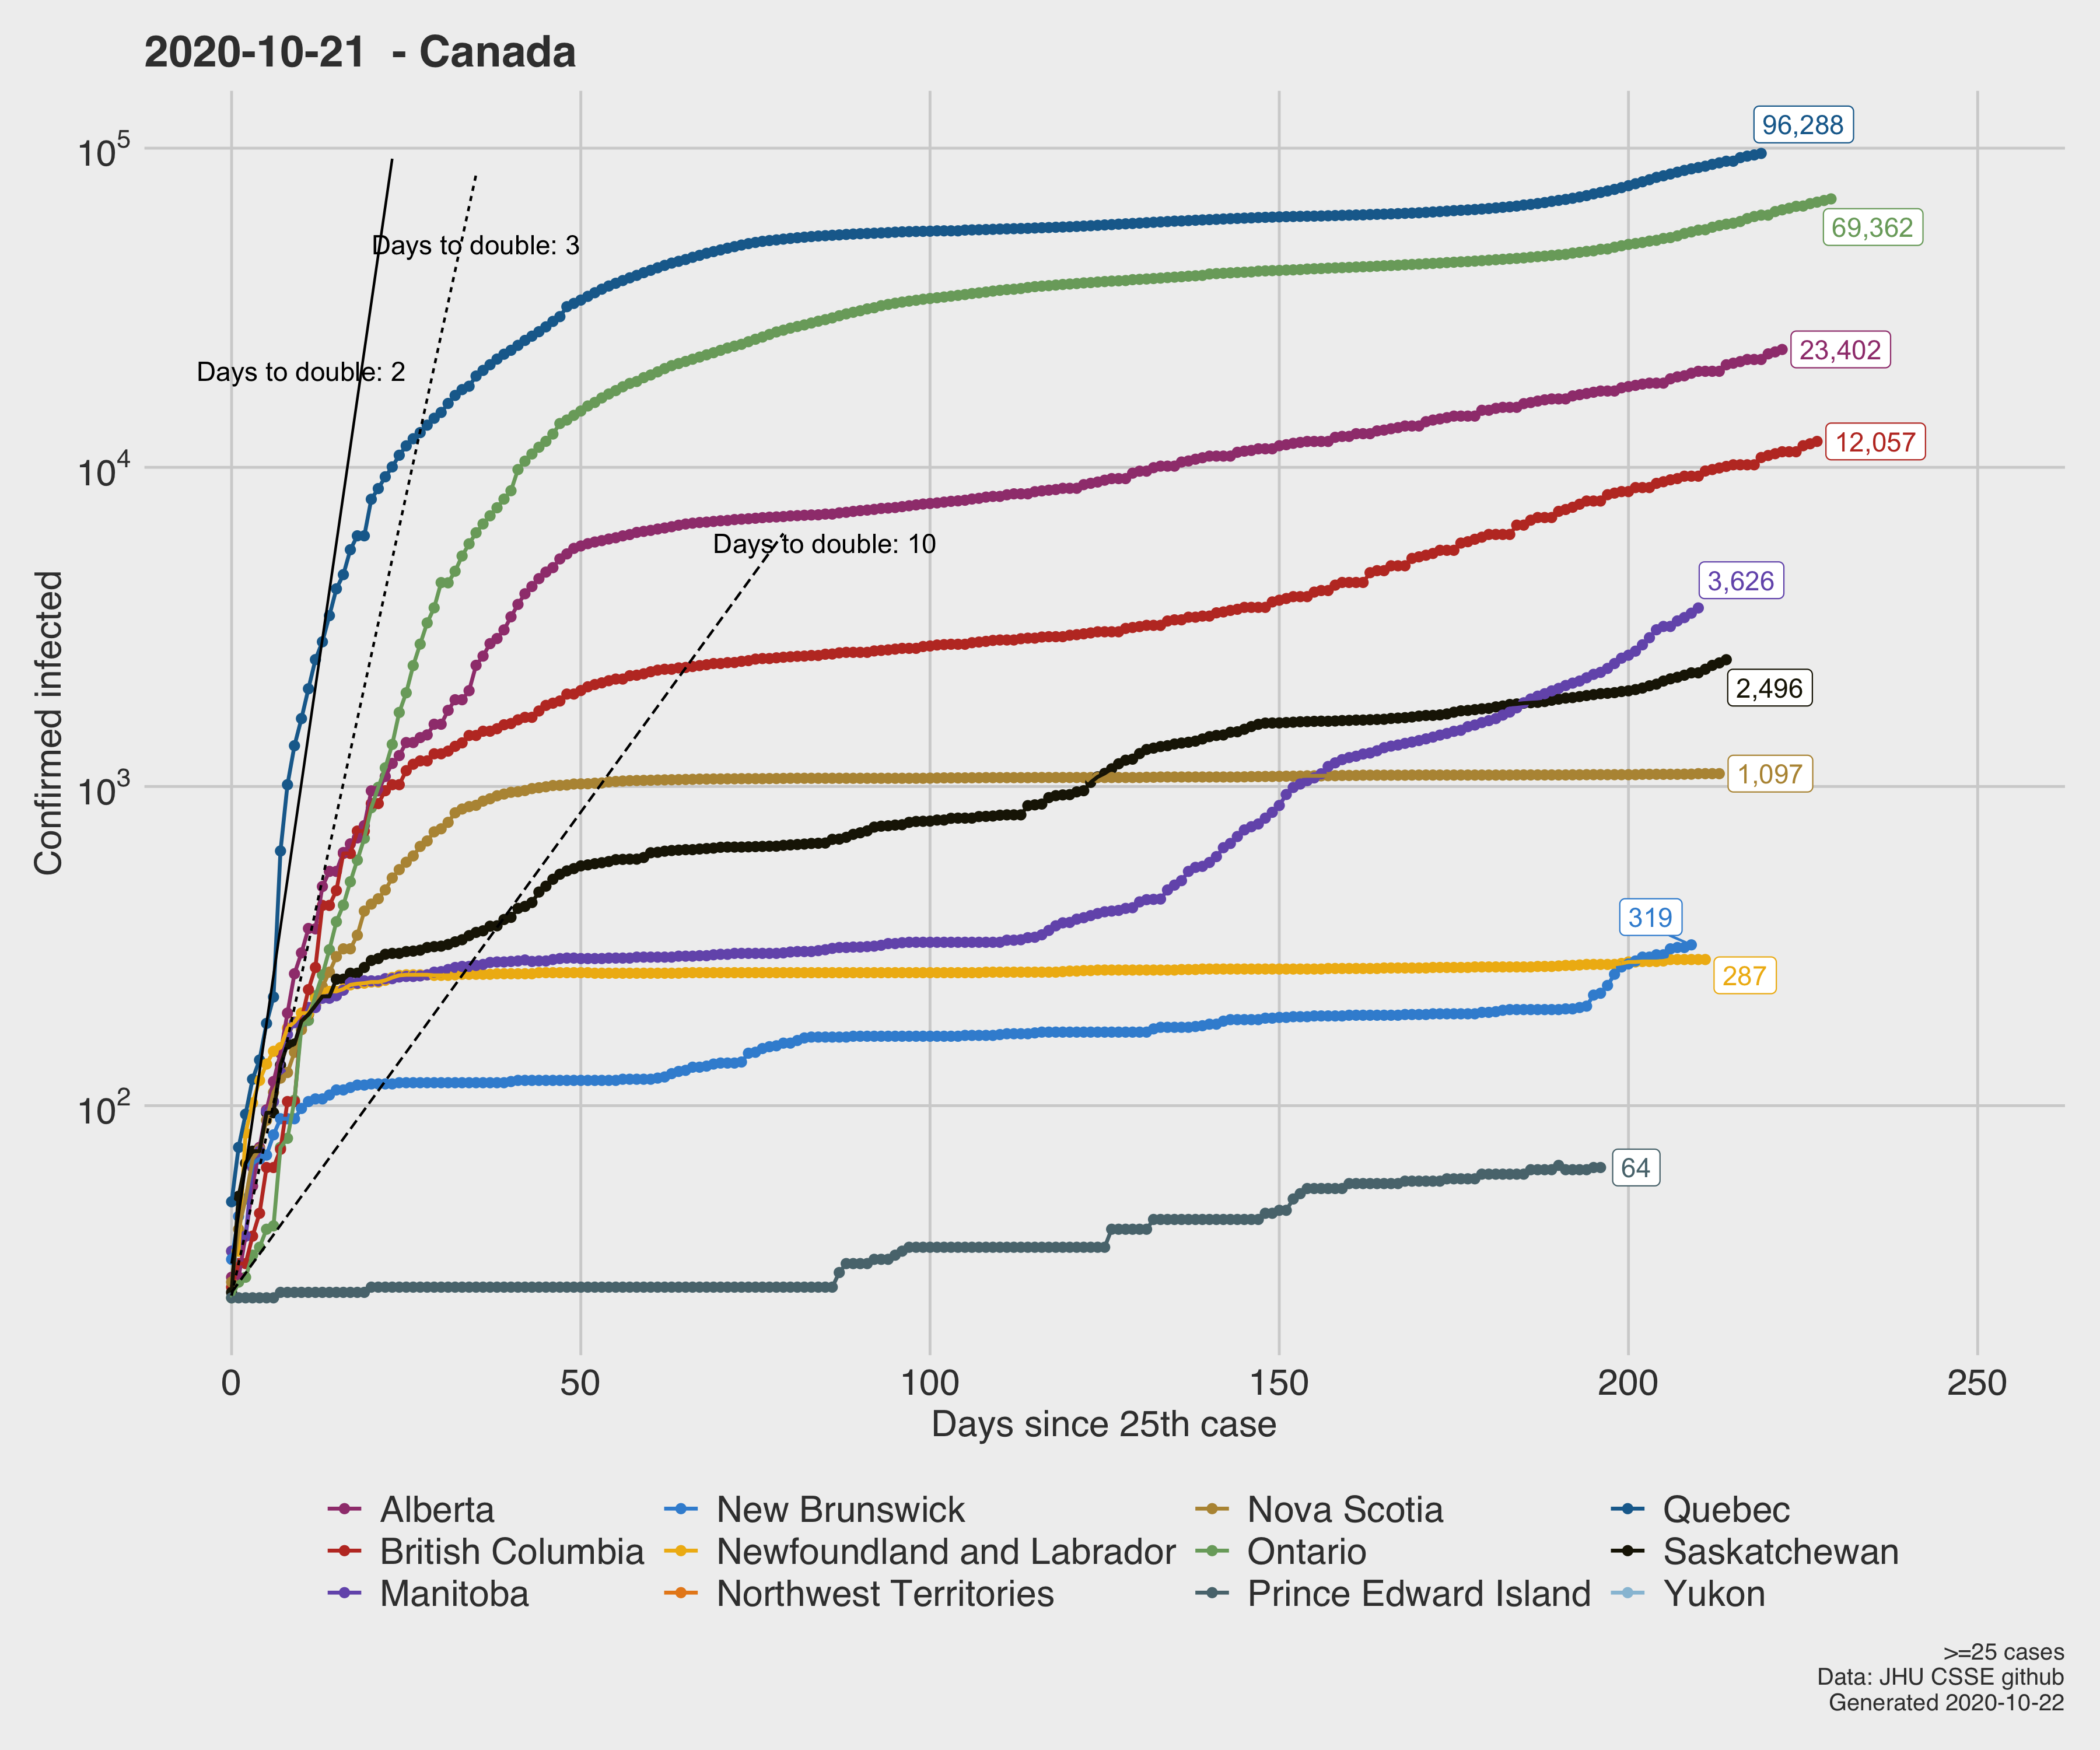 2020-10-21  - Canada
10^5
10^4
10^3
10^2
Confirmed infected
Days to double: 3
Days to double: 2
Days to double: 10
96,288
69,362
23,402
12,057
3,626
2,496
1,097
319
287
64
0 50 100 150 200 250
Days since 25th case
Alberta New Brunswick Nova Scotia Quebec
British Columbia Newfoundland and Labrador Ontario Saskatchewan
Manitoba Northwest Territories Prince Edward Island Yukon
>=25 cases
Data: JHU CSSE github
Generated 2020-10-22